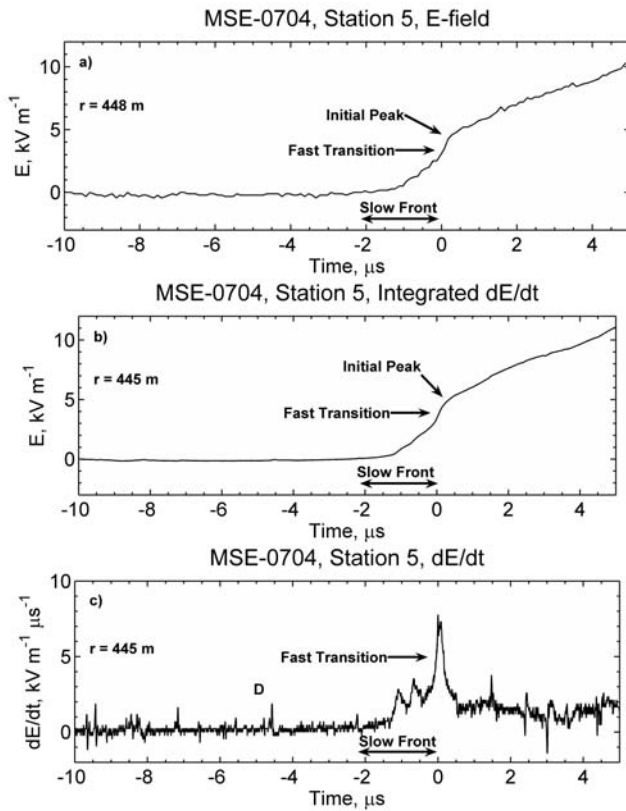 MSE-0704, Station 5, E-field
a)
10
r = 448 m
Initial Peak
E, kV m⁻¹
5
Fast Transition
0
Slow Front
-10 -8 -6 -4 -2 0 2 4
Time, μs
MSE-0704, Station 5, Integrated dE/dt
b)
10
r = 445 m
Initial Peak
E, kV m⁻¹
5
Fast Transition
0
Slow Front
-10 -8 -6 -4 -2 0 2 4
Time, μs
MSE-0704, Station 5, dE/dt
10
c)
dE/dt, kV m⁻¹ μs⁻¹
r = 445 m
5
Fast Transition
D
0
Slow Front
-10 -8 -6 -4 -2 0 2 4
Time, μs